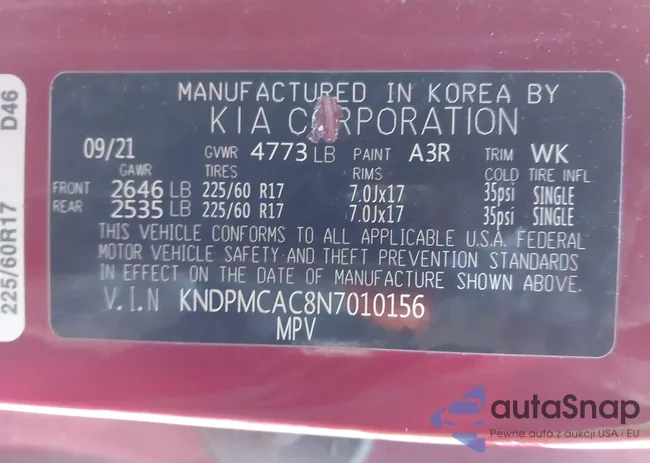 MANUFACTURED IN KOREA BY
KIA CORPORATION
09/21 GVWR 4773 LB PAINT A3R TRIM WK
GAWR TIRES RIMS COLD TIRE INFL
FRONT 2646 LB 225/60 R17 7.0Jx17 35psi SINGLE
REAR 2535 LB 225/60 R17 7.0Jx17 35psi SINGLE
THIS VEHICLE CONFORMS TO ALL APPLICABLE U.S.A. FEDERAL
MOTOR VEHICLE SAFETY AND THEFT PREVENTION STANDARDS
IN EFFECT ON THE DATE OF MANUFACTURE SHOWN ABOVE.
V.I.N KNDPMCAC8N7010156
MPV
225/60R17 D46
autaSnap
Pewne auta z aukcji USA i EU